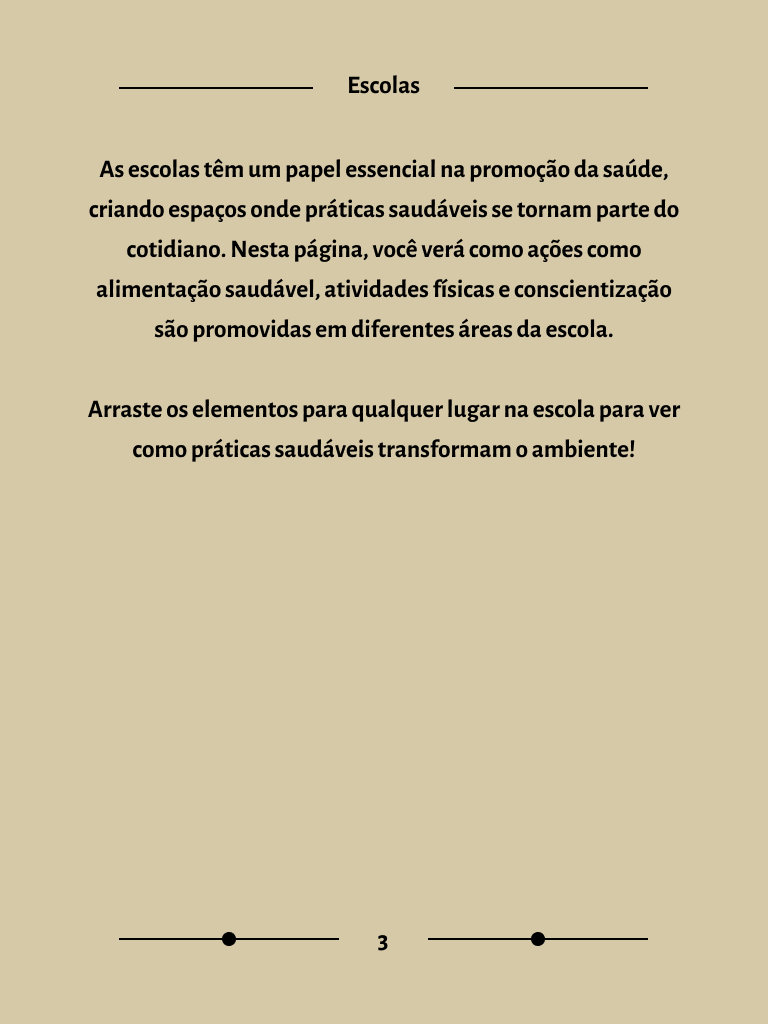 Escolas
As escolas têm um papel essencial na promoção da saúde,
criando espaços onde práticas saudáveis se tornam parte do
cotidiano. Nesta página, você verá como ações como
alimentação saudável, atividades físicas e conscientização
são promovidas em diferentes áreas da escola.
Arraste os elementos para qualquer lugar na escola para ver
como práticas saudáveis transformam o ambiente!
3